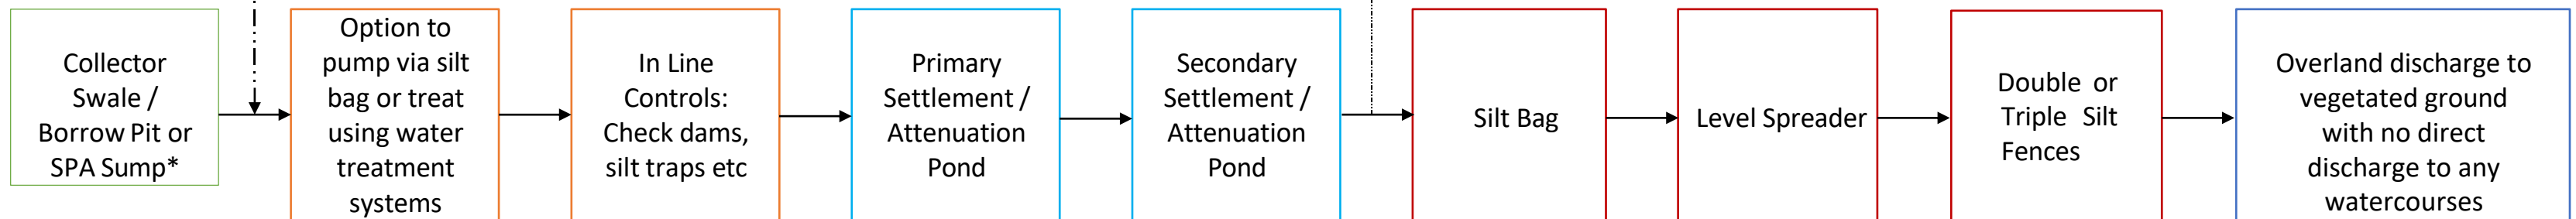 Collector
Swale /
Borrow Pit or
SPA Sump*
Option to
pump via silt
bag or treat
using water
treatment
systems
In Line
Controls:
Check dams,
silt traps etc
Primary
Settlement /
Attenuation
Pond
Secondary
Settlement /
Attenuation
Pond
Silt Bag
Level Spreader
Double or
Triple Silt
Fences
Overland discharge to
vegetated ground
with no direct
discharge to any
watercourses